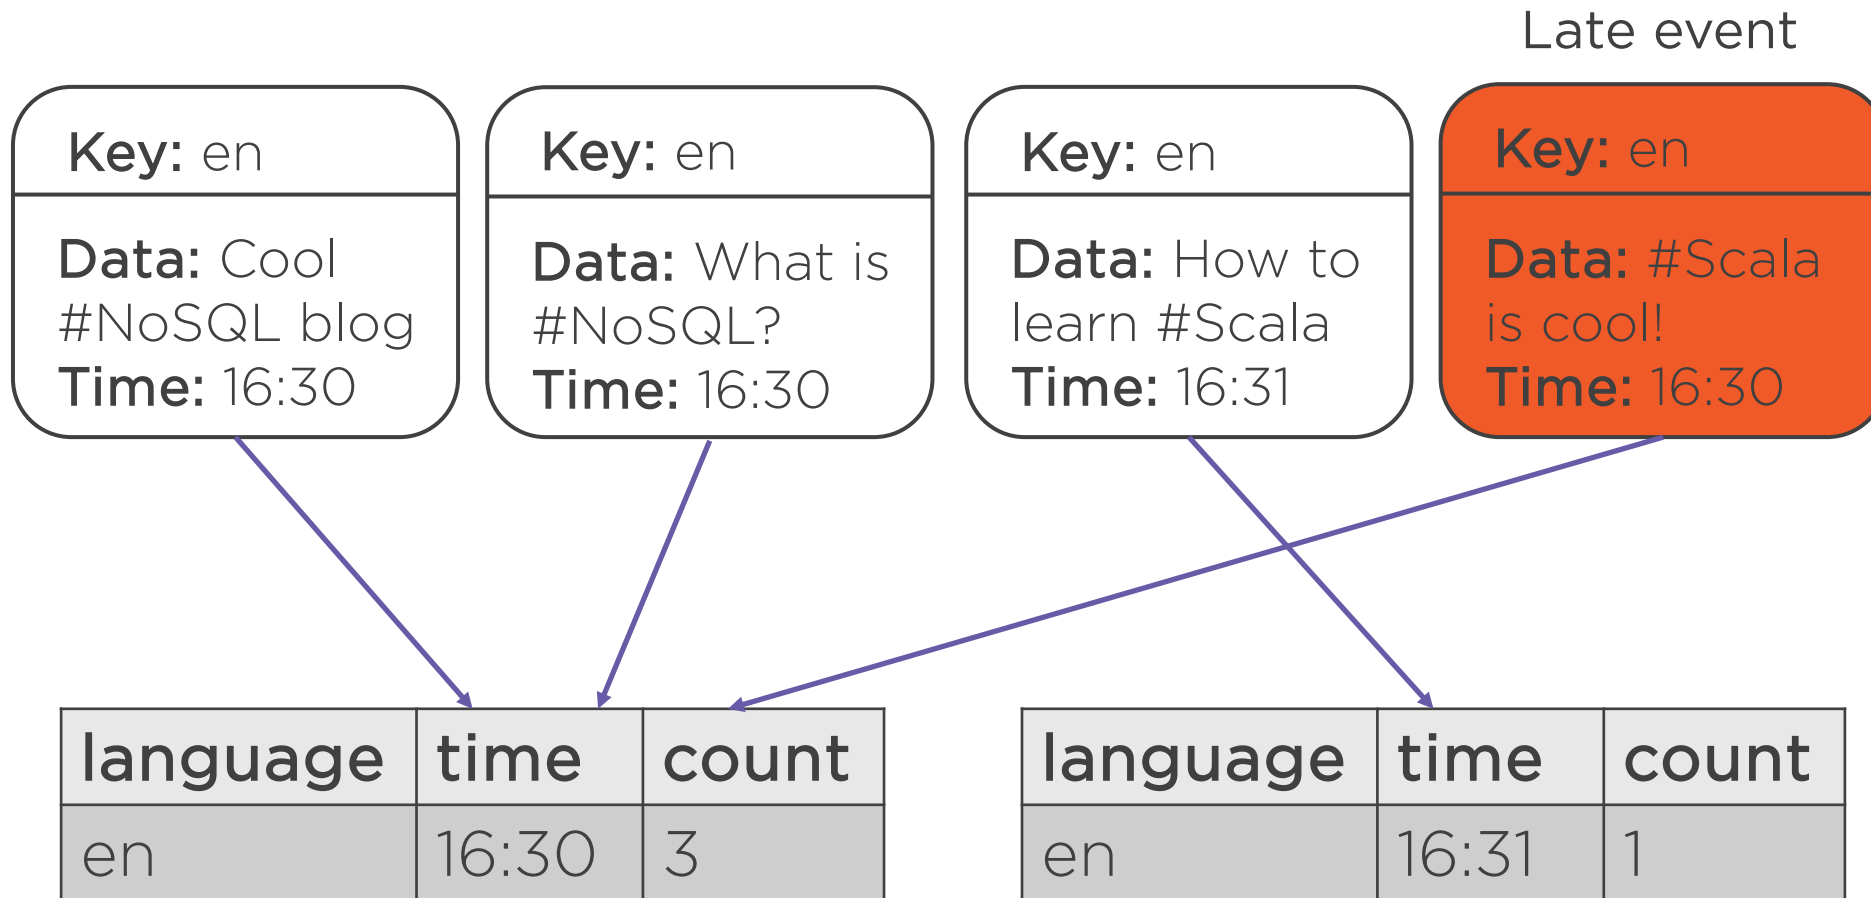 Late event
Key: en
Data: Cool
#NoSQL blog
Time: 16:30
Key: en
Data: What is
#NoSQL?
Time: 16:30
Key: en
Data: How to
learn #Scala
Time: 16:31
Key: en
Data: #Scala
is cool!
Time: 16:30
language time count
en 16:30 3
language time count
en 16:31 1